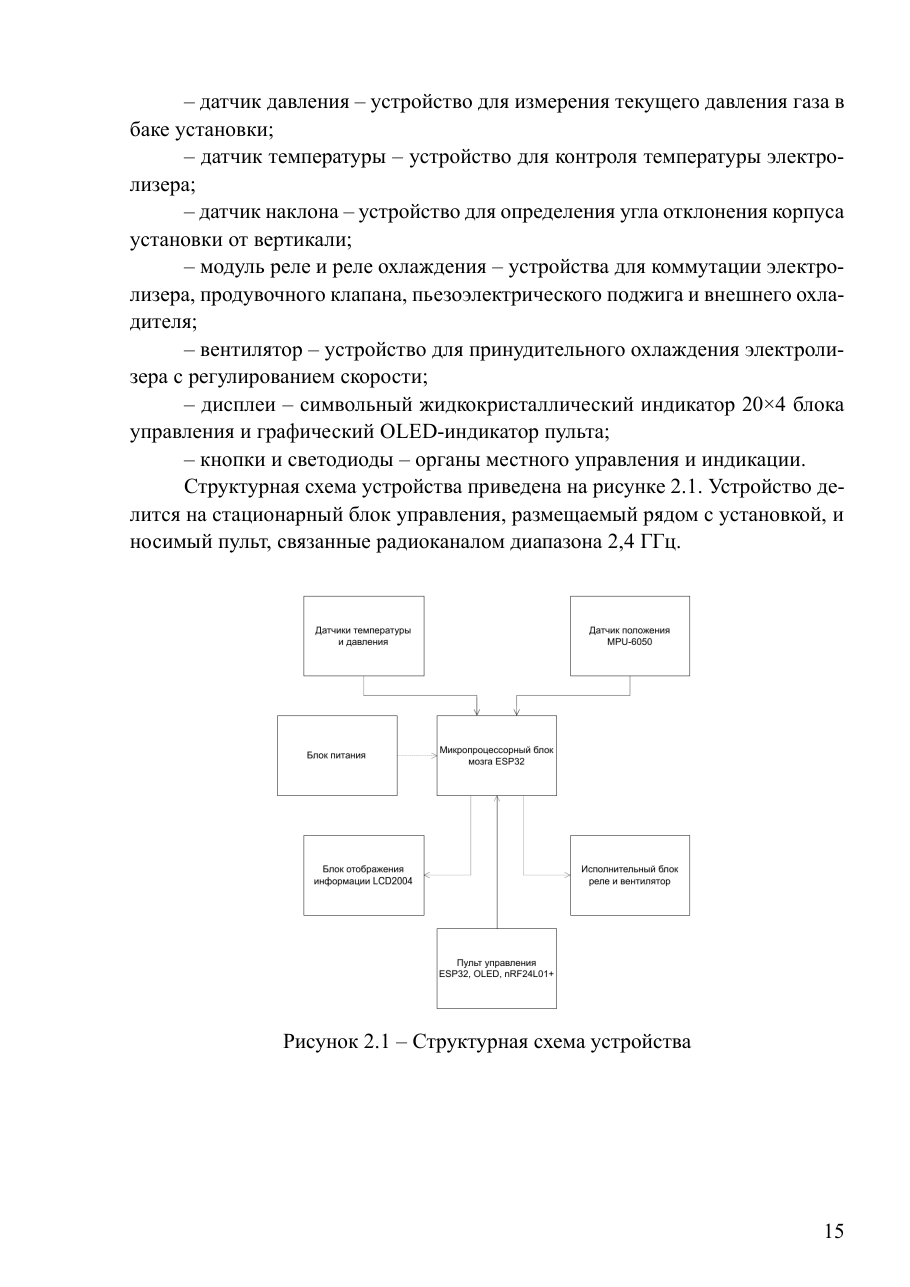 – датчик давления – устройство для измерения текущего давления газа в
баке установки;
– датчик температуры – устройство для контроля температуры электро-
лизера;
– датчик наклона – устройство для определения угла отклонения корпуса
установки от вертикали;
– модуль реле и реле охлаждения – устройства для коммутации электро-
лизера, продувочного клапана, пьезоэлектрического поджига и внешнего охла-
дителя;
– вентилятор – устройство для принудительного охлаждения электроли-
зера с регулированием скорости;
– дисплеи – символьный жидкокристаллический индикатор 20×4 блока
управления и графический OLED-индикатор пульта;
– кнопки и светодиоды – органы местного управления и индикации.
Структурная схема устройства приведена на рисунке 2.1. Устройство де-
лится на стационарный блок управления, размещаемый рядом с установкой, и
носимый пульт, связанные радиоканалом диапазона 2,4 ГГц.
Датчики температуры
и давления
Датчик положения
MPU-6050
Блок питания
Микропроцессорный блок
мозга ESP32
Блок отображения
информации LCD2004
Исполнительный блок
реле и вентилятор
Пульт управления
ESP32, OLED, nRF24L01+
Рисунок 2.1 – Структурная схема устройства
15